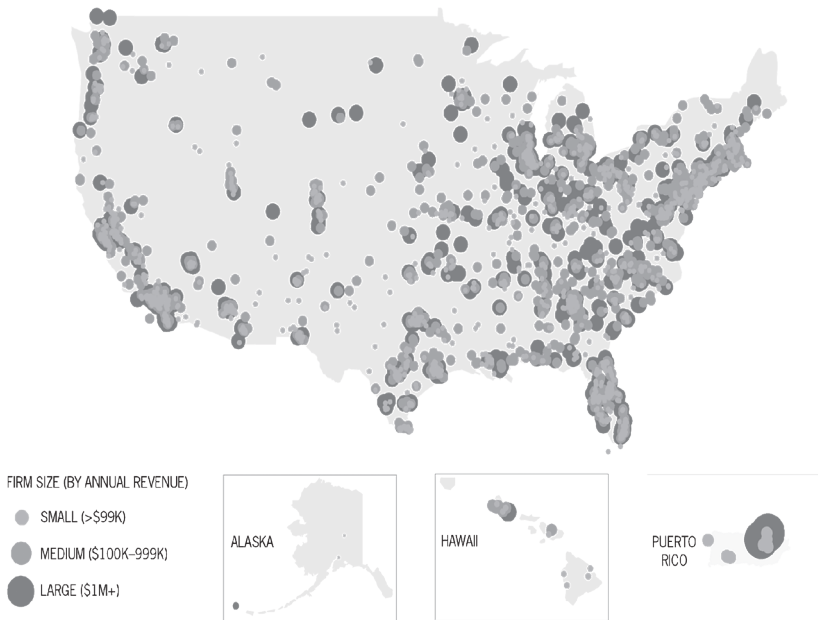 FIRM SIZE (BY ANNUAL REVENUE)
SMALL (>$99K)
MEDIUM ($100K–999K)
LARGE ($1M+)
ALASKA
HAWAII
PUERTO
RICO